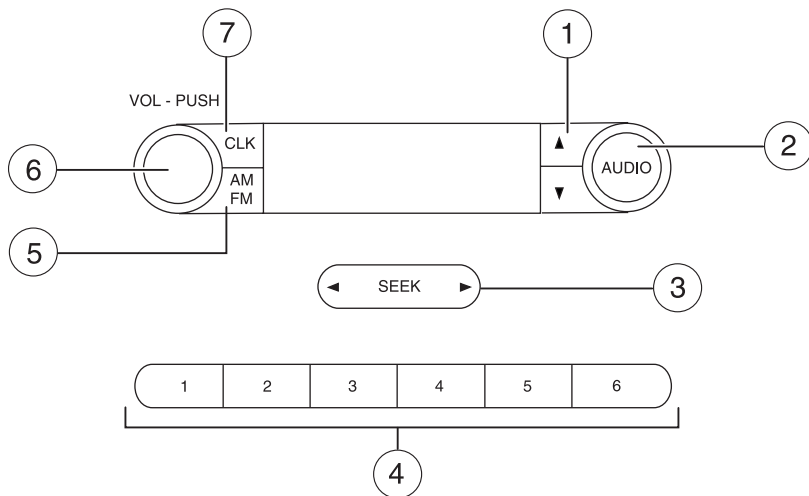 7
1
VOL - PUSH
CLK
▲
2
6
AUDIO
AM
FM
▼
5
◄ SEEK ►
3
1 2 3 4 5 6
4